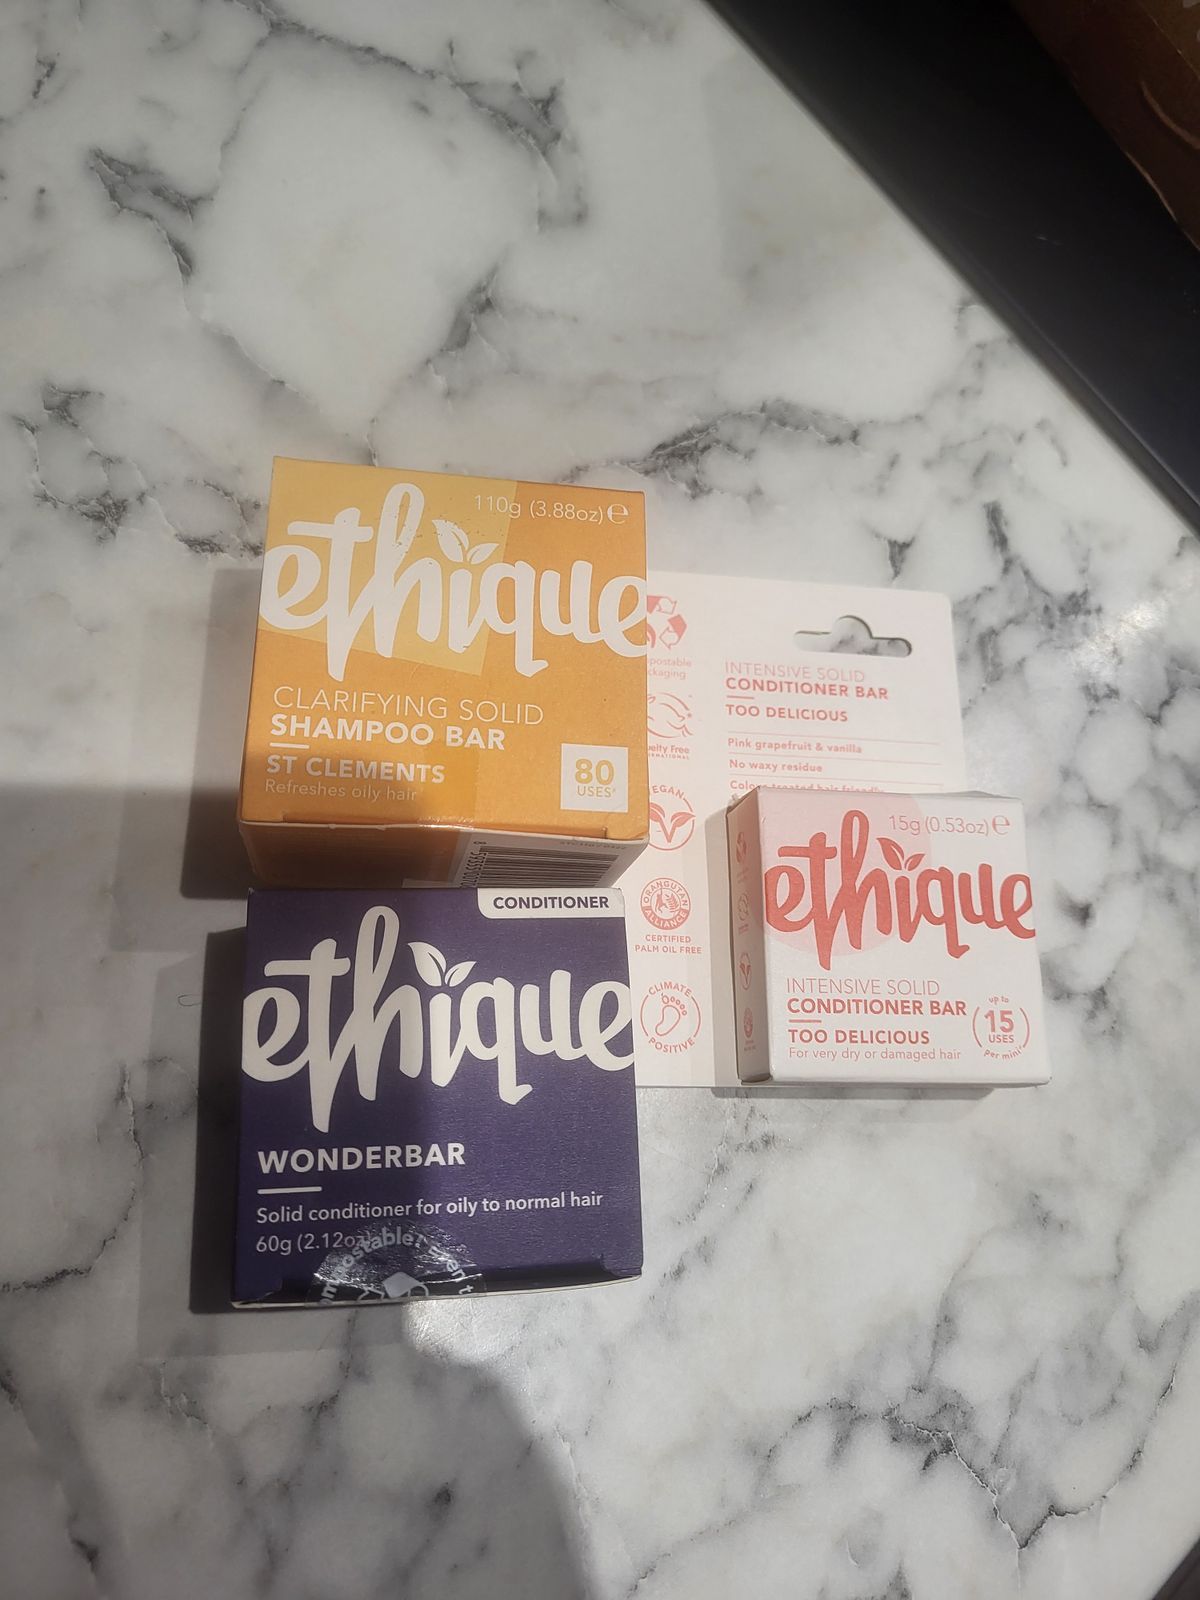 110g (3.88oz) e
ethique
CLARIFYING SOLID
SHAMPOO BAR
ST CLEMENTS
Refreshes oily hair
80
USES
CONDITIONER
ethique
WONDERBAR
Solid conditioner for oily to normal hair
60g (2.12oz)
VEGAN
ORANGUTAN
ALLIANCE
CERTIFIED
PALM OIL FREE
CLIMATE
POSITIVE
INTENSIVE SOLID
CONDITIONER BAR
TOO DELICIOUS
Pink grapefruit & vanilla
No waxy residue
15g (0.53oz) e
ethique
INTENSIVE SOLID
CONDITIONER BAR
TOO DELICIOUS
For very dry or damaged hair
up to
15
USES
per mini